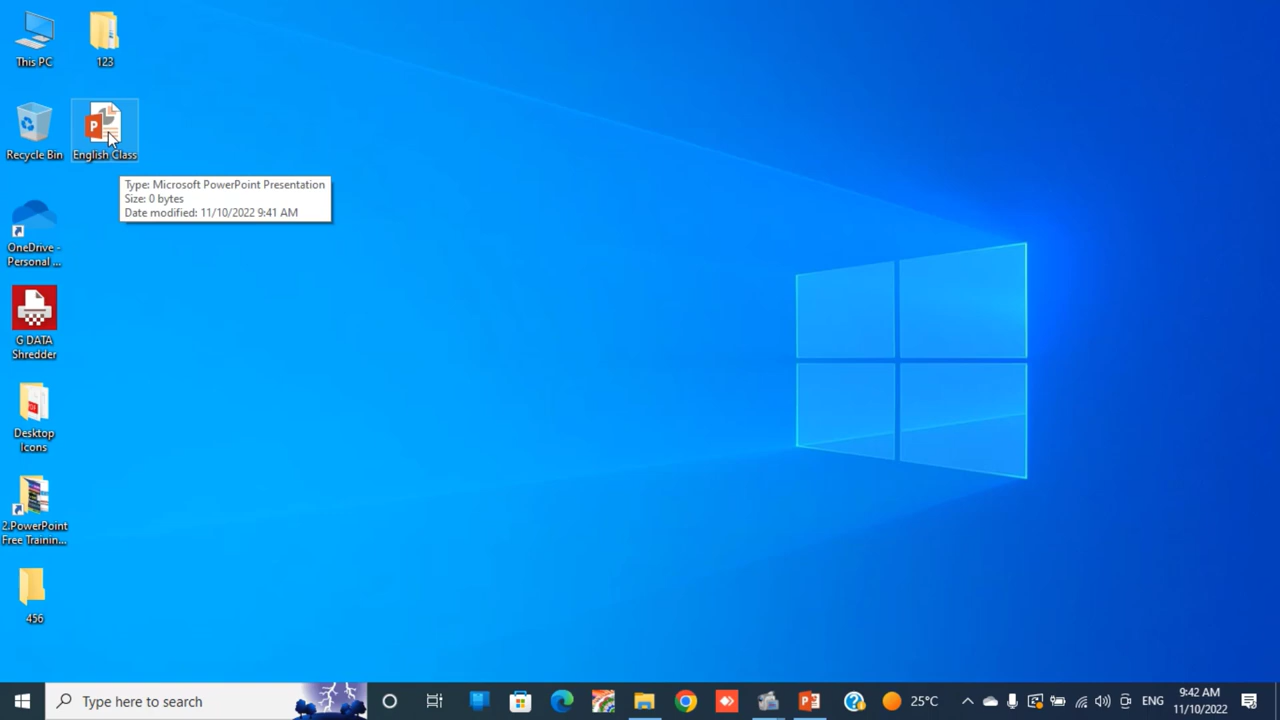 This PC
123
Recycle Bin
English Class
Type: Microsoft PowerPoint Presentation
Size: 0 bytes
Date modified: 11/10/2022 9:41 AM
OneDrive -
Personal ...
G DATA
Shredder
Desktop
Icons
2.PowerPoint
Free Trainin...
456
Type here to search
25°C
ENG
9:42 AM
11/10/2022